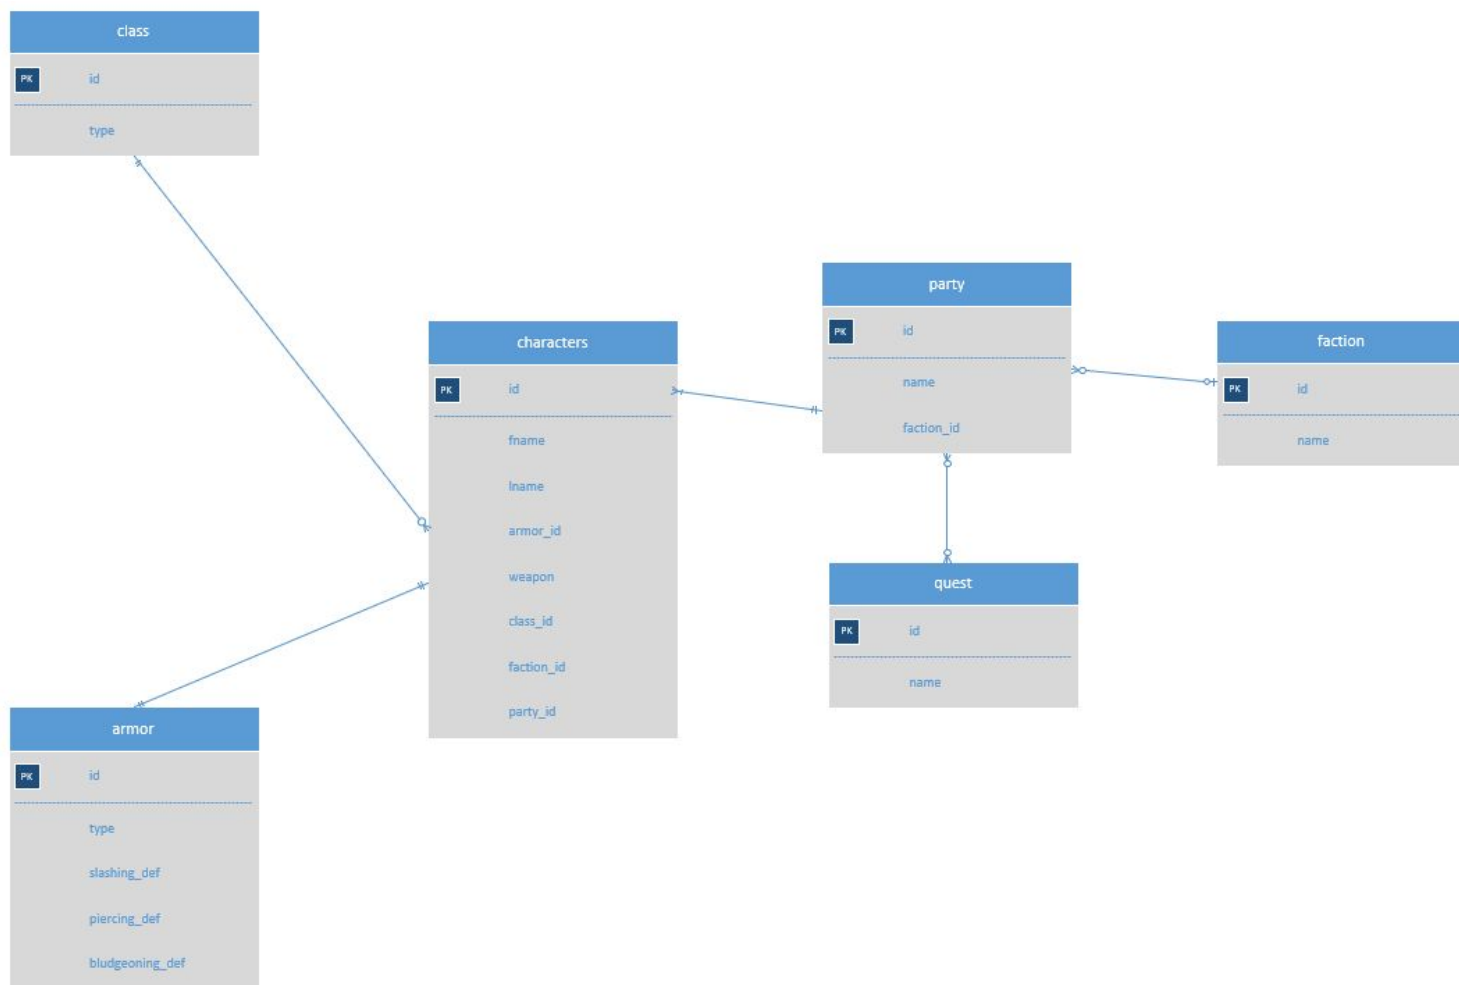 class
PK id
type
characters
PK id
fname
lname
armor_id
weapon
class_id
faction_id
party_id
party
PK id
name
faction_id
faction
PK id
name
quest
PK id
name
armor
PK id
type
slashing_def
piercing_def
bludgeoning_def